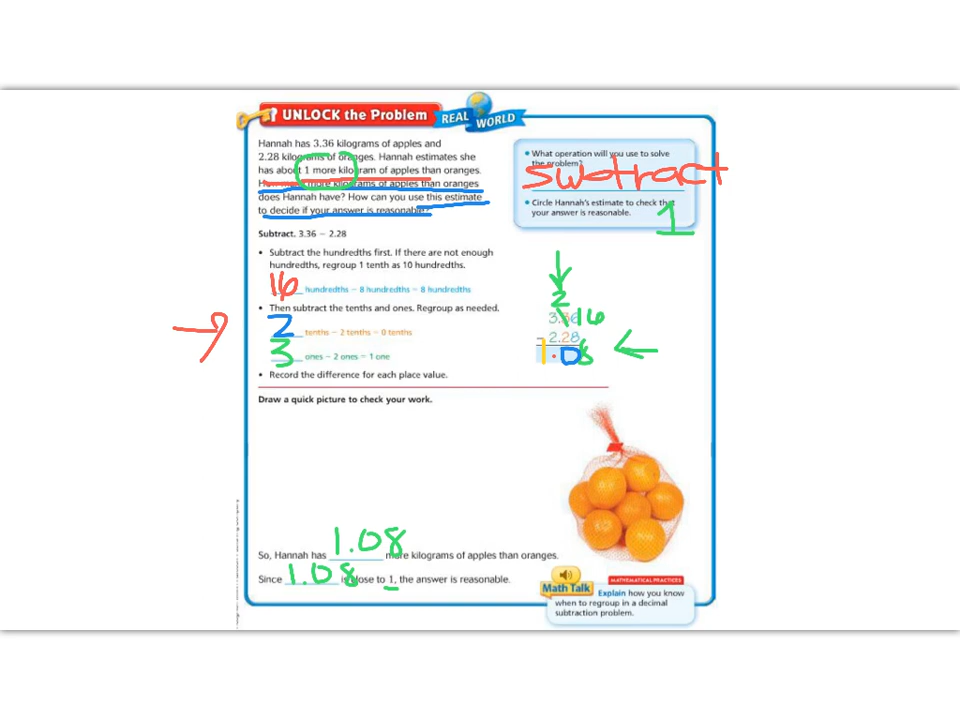 UNLOCK the Problem REAL WORLD
Hannah has 3.36 kilograms of apples and
2.28 kilograms of oranges. Hannah estimates she
has about 1 more kilogram of apples than oranges.
How many more kilograms of apples than oranges
does Hannah have? How can you use this estimate
to decide if your answer is reasonable?
• What operation will you use to solve
the problem?
subtract
• Circle Hannah's estimate to check that
your answer is reasonable.
1
Subtract. 3.36 − 2.28
• Subtract the hundredths first. If there are not enough
hundredths, regroup 1 tenth as 10 hundredths.
16 hundredths − 8 hundredths = 8 hundredths
• Then subtract the tenths and ones. Regroup as needed.
2 tenths − 2 tenths = 0 tenths
3 ones − 2 ones = 1 one
• Record the difference for each place value.
2
3.36 16
− 2.28
1.08
Draw a quick picture to check your work.
So, Hannah has 1.08 more kilograms of apples than oranges.
Since 1.08 is close to 1, the answer is reasonable.
Math Talk
MATHEMATICAL PRACTICES
Explain how you know
when to regroup in a decimal
subtraction problem.